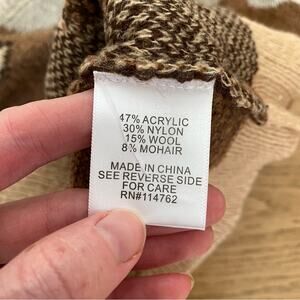 47% ACRYLIC
30% NYLON
15% WOOL
8% MOHAIR
MADE IN CHINA
SEE REVERSE SIDE
FOR CARE
RN#114762